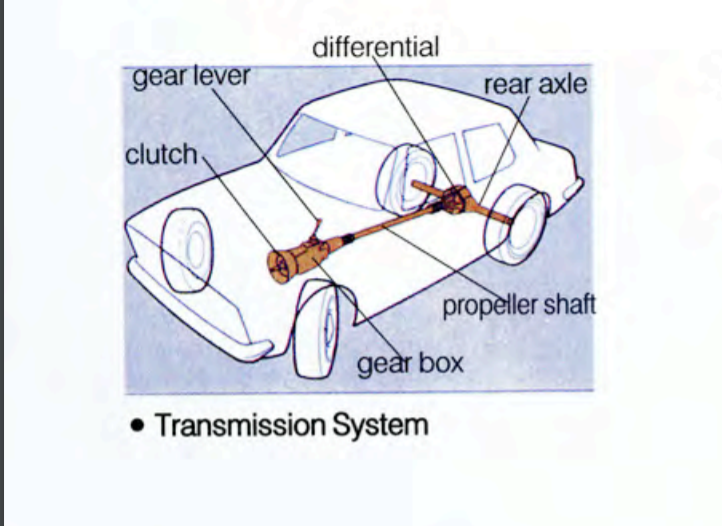 differential
gear lever
rear axle
clutch
propeller shaft
gear box
• Transmission System